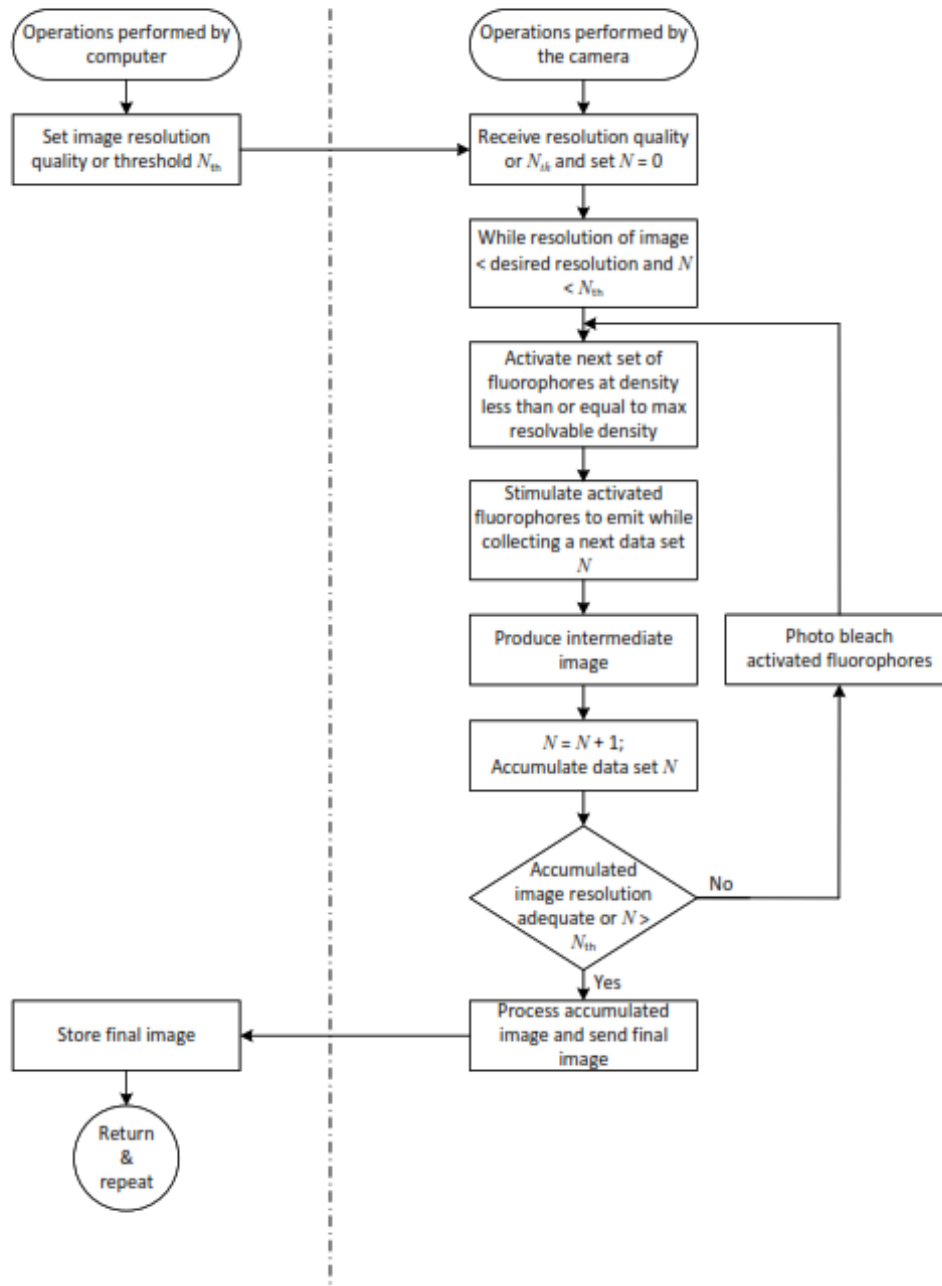 Operations performed by
computer
Operations performed by
the camera
Set image resolution
quality or threshold Nth
Receive resolution quality
or Nth and set N = 0
While resolution of image
< desired resolution and N
< Nth
Activate next set of
fluorophores at density
less than or equal to max
resolvable density
Stimulate activated
fluorophores to emit while
collecting a next data set
N
Produce intermediate
image
Photo bleach
activated fluorophores
N = N + 1;
Accumulate data set N
Accumulated
image resolution
adequate or N >
Nth
No
Yes
Process accumulated
image and send final
image
Store final image
Return
&
repeat